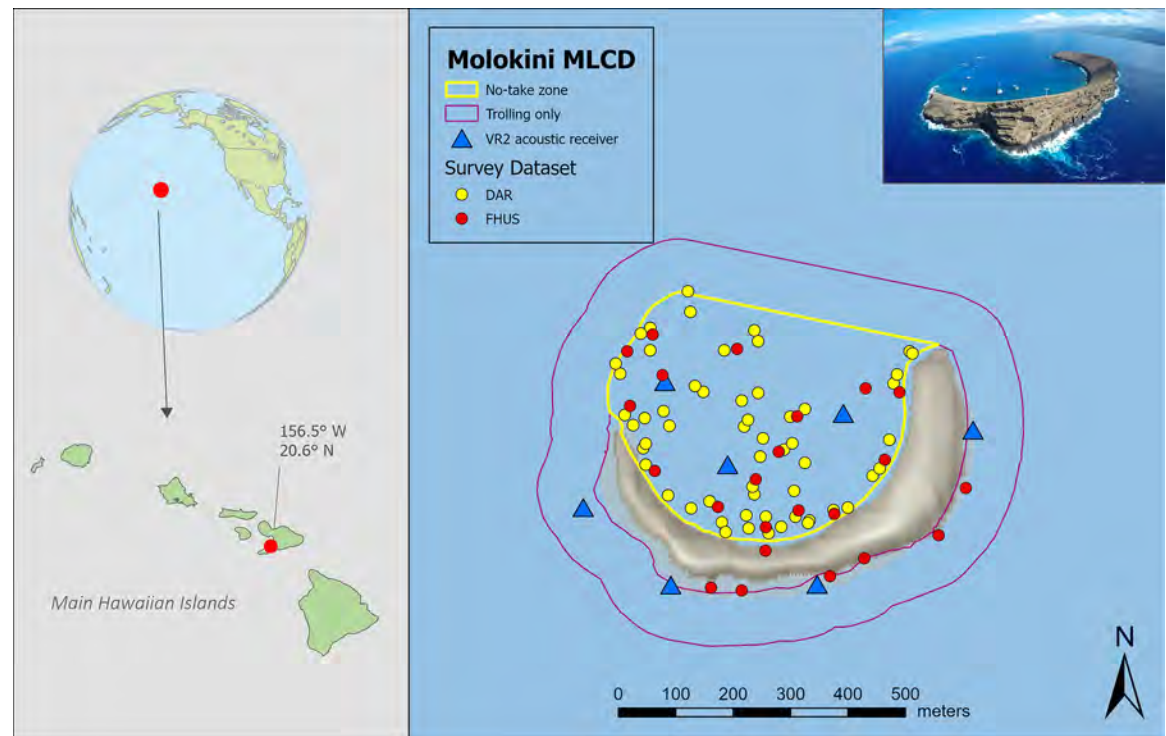 Molokini MLCD
No-take zone
Trolling only
VR2 acoustic receiver
Survey Dataset
DAR
FHUS
156.5° W
20.6° N
Main Hawaiian Islands
N
0 100 200 300 400 500
meters